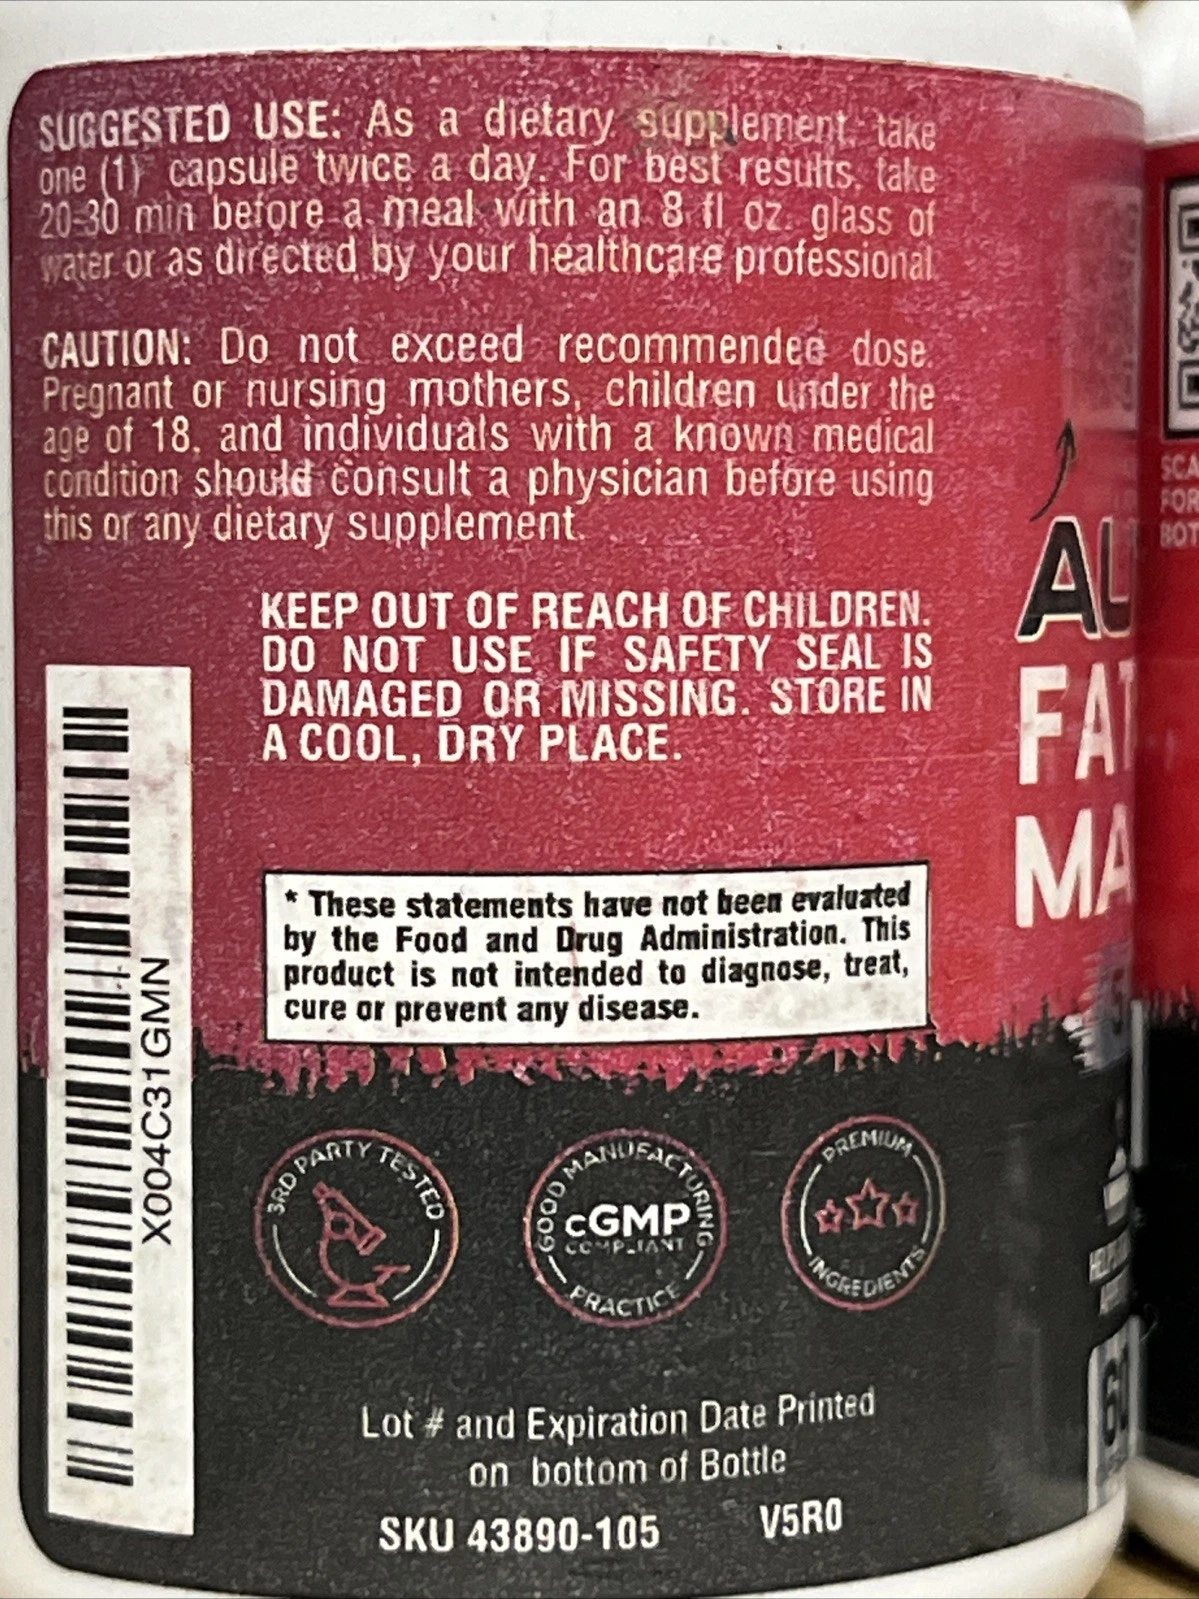 SUGGESTED USE: As a dietary supplement, take
one (1) capsule twice a day. For best results, take
20-30 min before a meal with an 8 fl oz. glass of
water or as directed by your healthcare professional.
CAUTION: Do not exceed recommended dose.
Pregnant or nursing mothers, children under the
age of 18, and individuals with a known medical
condition should consult a physician before using
this or any dietary supplement.
KEEP OUT OF REACH OF CHILDREN.
DO NOT USE IF SAFETY SEAL IS
DAMAGED OR MISSING. STORE IN
A COOL, DRY PLACE.
* These statements have not been evaluated
by the Food and Drug Administration. This
product is not intended to diagnose, treat,
cure or prevent any disease.
X004C31GMN
3RD PARTY TESTED
GOOD MANUFACTURING
cGMP
COMPLIANT
PRACTICE
PREMIUM
INGREDIENTS
Lot # and Expiration Date Printed
on bottom of Bottle
SKU 43890-105 V5R0
FAT
MA
60
SCA
FOR
BOT